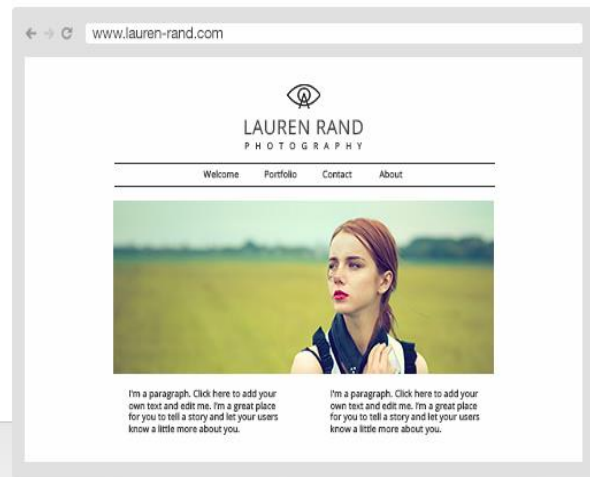 www.lauren-rand.com
LAUREN RAND
PHOTOGRAPHY
Welcome Portfolio Contact About
I'm a paragraph. Click here to add your
own text and edit me. I'm a great place
for you to tell a story and let your users
know a little more about you.
I'm a paragraph. Click here to add your
own text and edit me. I'm a great place
for you to tell a story and let your users
know a little more about you.